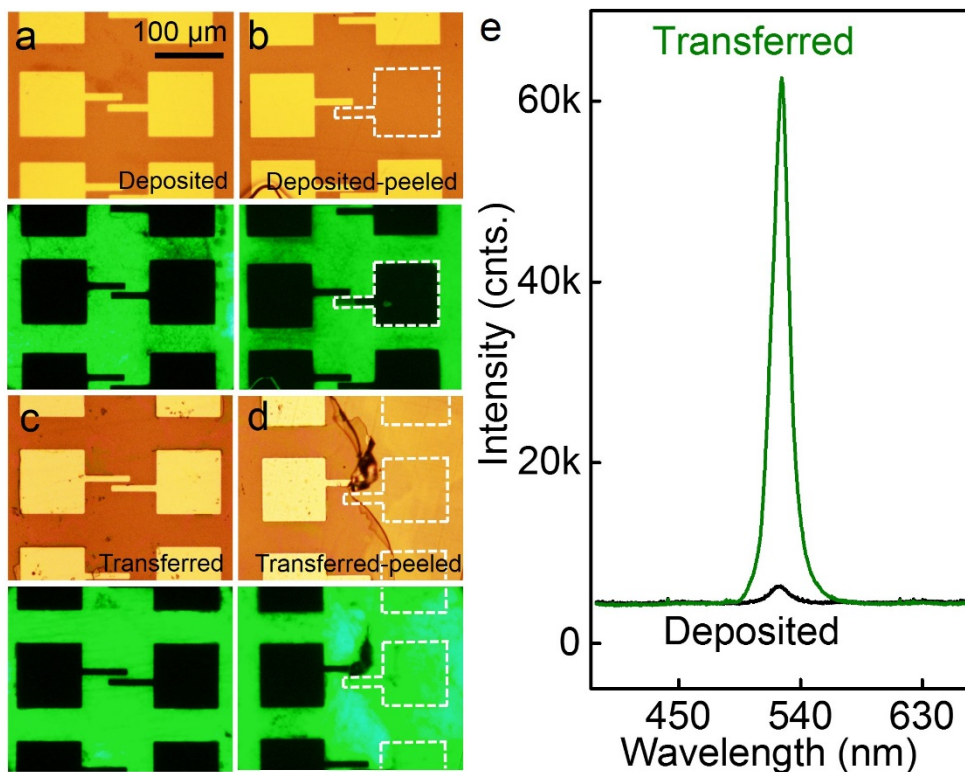 a
100 µm
b
Deposited
Deposited-peeled
c
d
Transferred
Transferred-peeled
e
Transferred
60k
40k
20k
0
Intensity (cnts.)
Deposited
450
540
630
Wavelength (nm)